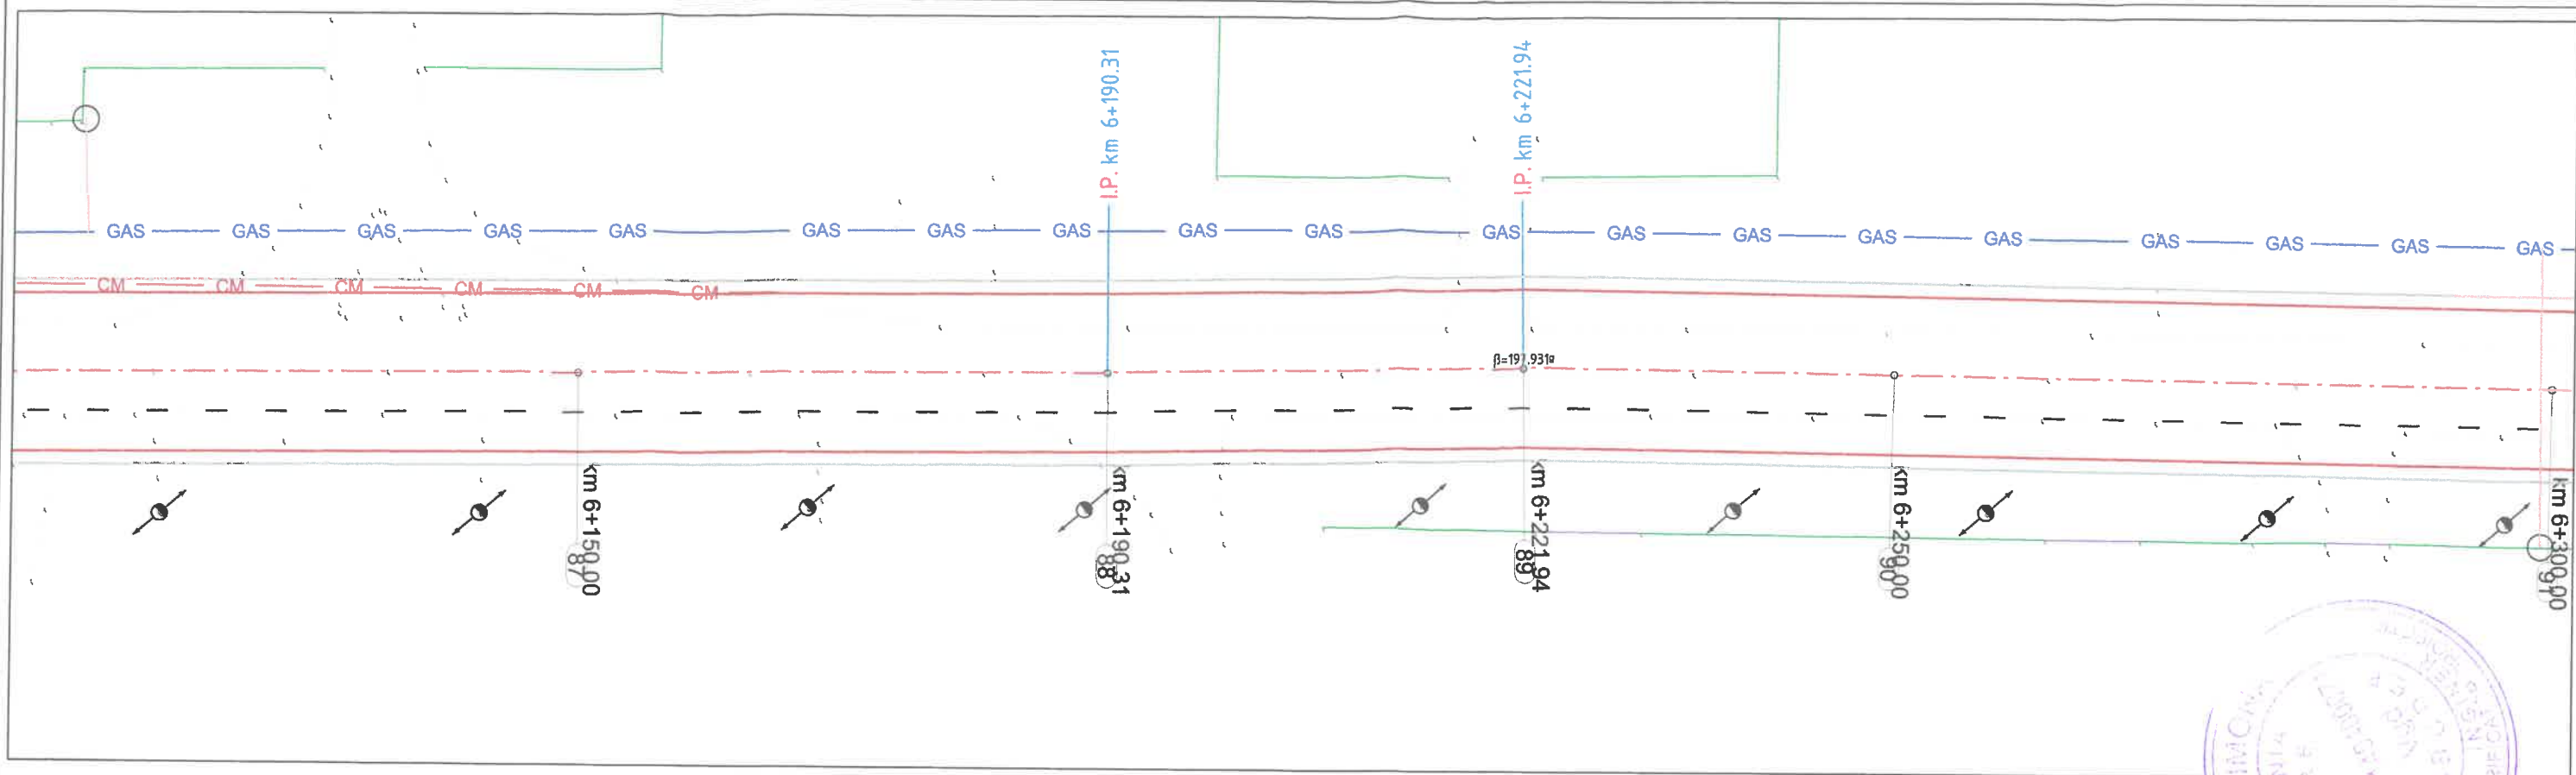 I.P. km 6+190.31
I.P. km 6+221.94
GAS GAS GAS GAS GAS GAS GAS GAS GAS GAS GAS GAS GAS GAS GAS GAS GAS GAS GAS
CM CM CM CM CM CM
β=197.931g
km 6+150.00
87
km 6+190.31
88
km 6+221.94
89
km 6+250.00
90
km 6+300.00
91